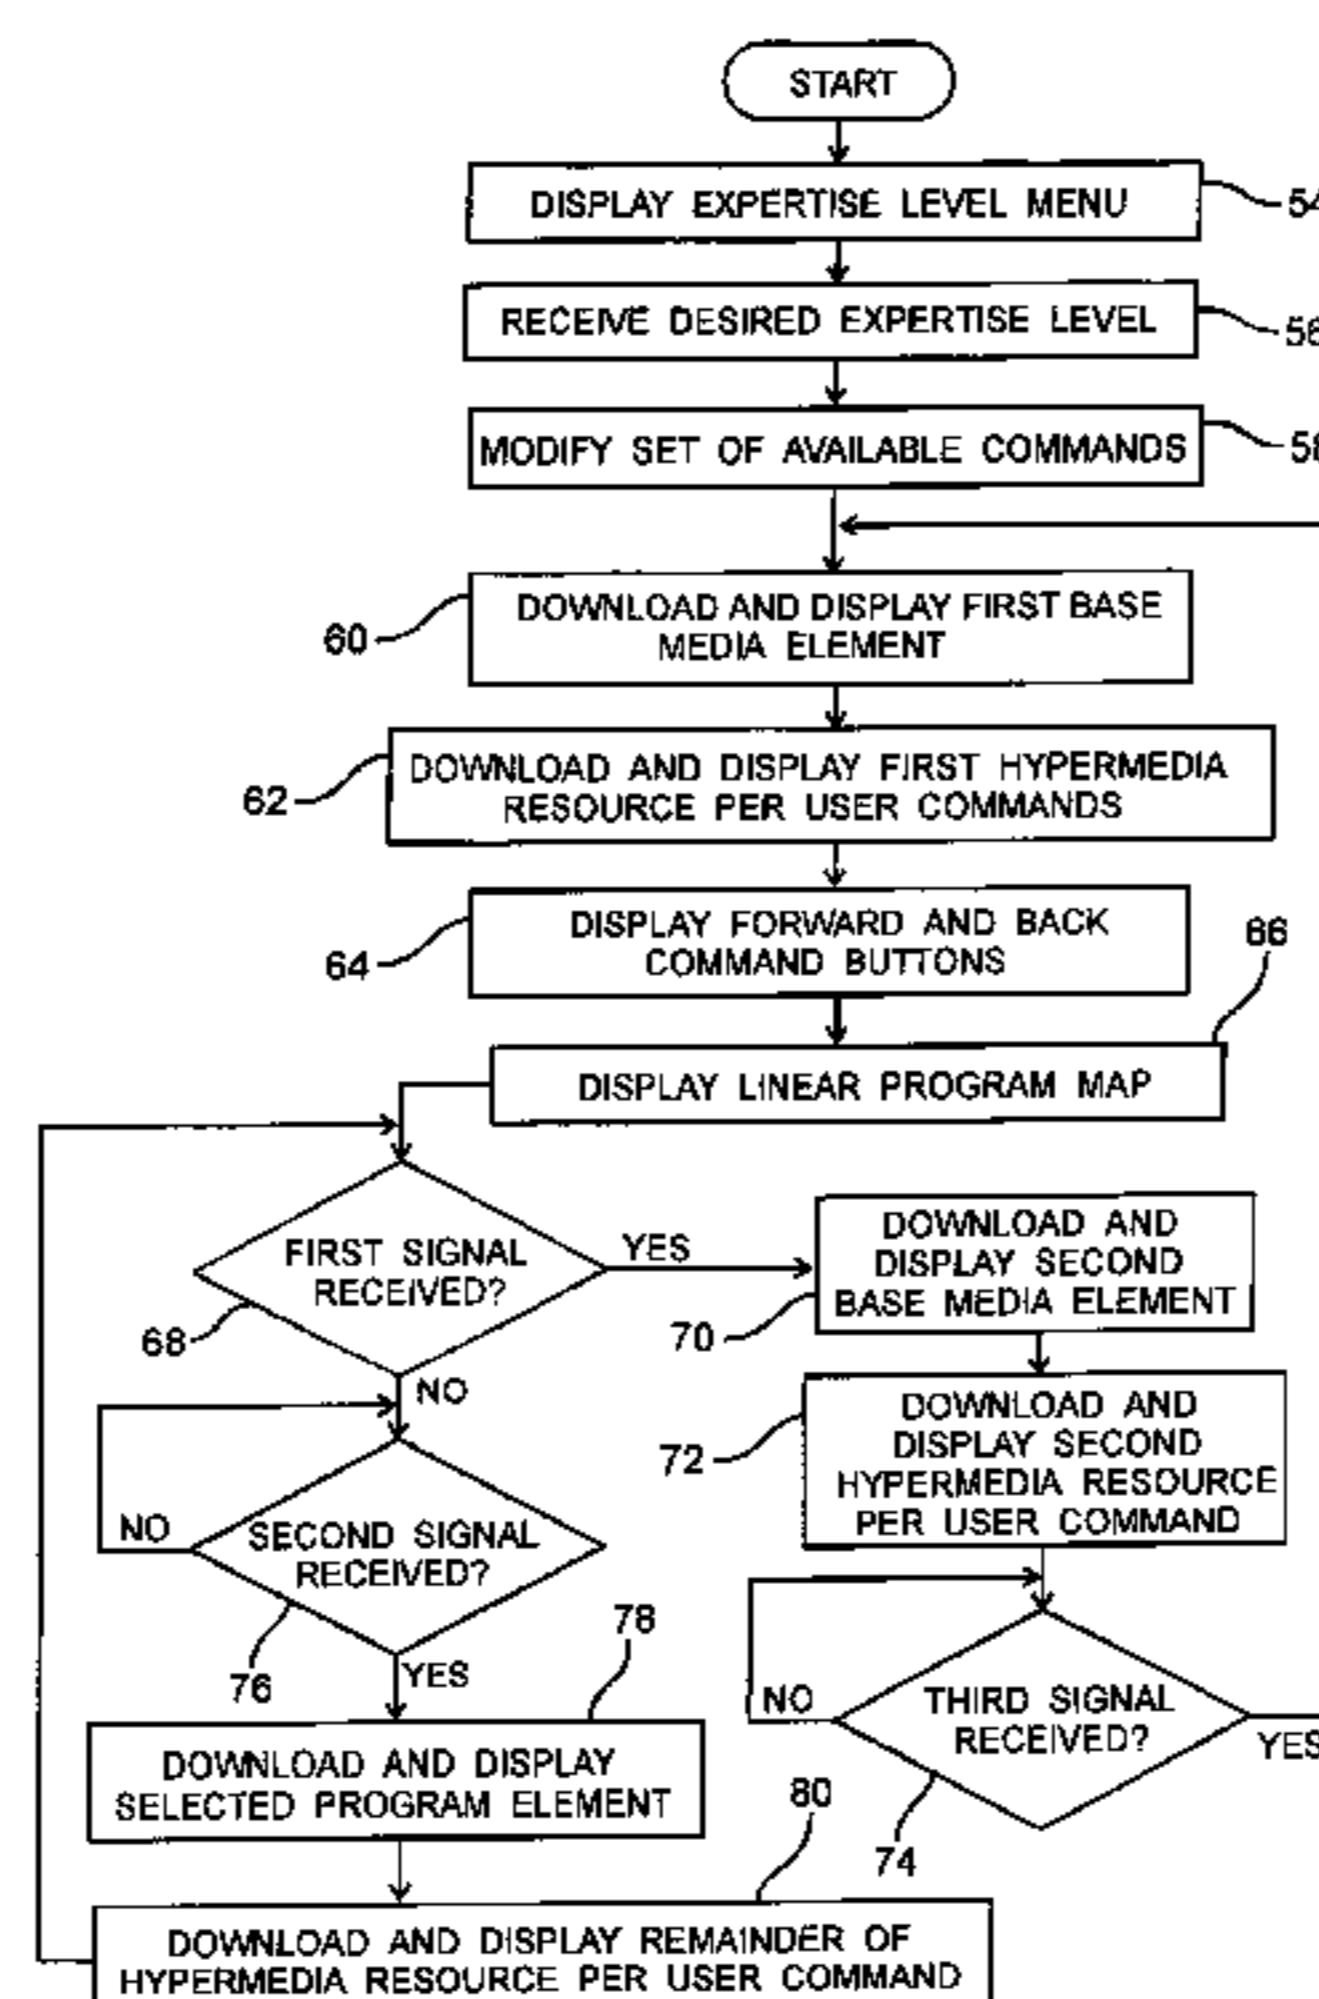 START
DISPLAY EXPERTISE LEVEL MENU
54
RECEIVE DESIRED EXPERTISE LEVEL
56
MODIFY SET OF AVAILABLE COMMANDS
58
DOWNLOAD AND DISPLAY FIRST BASE
MEDIA ELEMENT
60
DOWNLOAD AND DISPLAY FIRST HYPERMEDIA
RESOURCE PER USER COMMANDS
62
DISPLAY FORWARD AND BACK
COMMAND BUTTONS
64
66
DISPLAY LINEAR PROGRAM MAP
FIRST SIGNAL
RECEIVED?
68
YES
NO
DOWNLOAD AND
DISPLAY SECOND
BASE MEDIA ELEMENT
70
DOWNLOAD AND
DISPLAY SECOND
HYPERMEDIA RESOURCE
PER USER COMMAND
72
NO
SECOND SIGNAL
RECEIVED?
76
YES
78
NO
THIRD SIGNAL
RECEIVED?
YES
74
DOWNLOAD AND DISPLAY
SELECTED PROGRAM ELEMENT
80
DOWNLOAD AND DISPLAY REMAINDER OF
HYPERMEDIA RESOURCE PER USER COMMAND